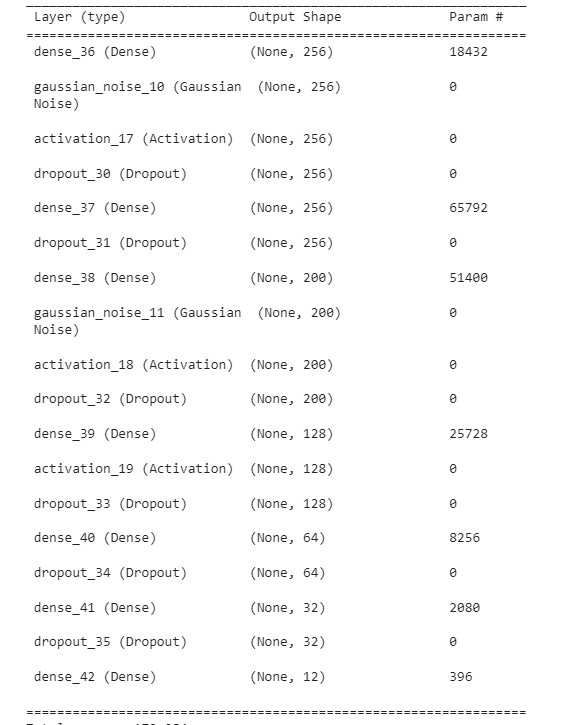 Layer (type) Output Shape Param #
dense_36 (Dense) (None, 256) 18432
gaussian_noise_10 (Gaussian (None, 256) 0
Noise)
activation_17 (Activation) (None, 256) 0
dropout_30 (Dropout) (None, 256) 0
dense_37 (Dense) (None, 256) 65792
dropout_31 (Dropout) (None, 256) 0
dense_38 (Dense) (None, 200) 51400
gaussian_noise_11 (Gaussian (None, 200) 0
Noise)
activation_18 (Activation) (None, 200) 0
dropout_32 (Dropout) (None, 200) 0
dense_39 (Dense) (None, 128) 25728
activation_19 (Activation) (None, 128) 0
dropout_33 (Dropout) (None, 128) 0
dense_40 (Dense) (None, 64) 8256
dropout_34 (Dropout) (None, 64) 0
dense_41 (Dense) (None, 32) 2080
dropout_35 (Dropout) (None, 32) 0
dense_42 (Dense) (None, 12) 396